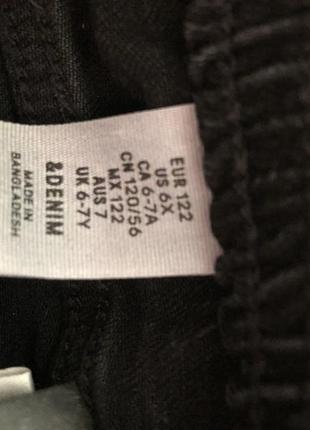 EUR 122
US 6X
CA 6-7A
CN 120/56
MX 122
AUS 7
UK 6-7Y
&DENIM
MADE IN
BANGLADESH